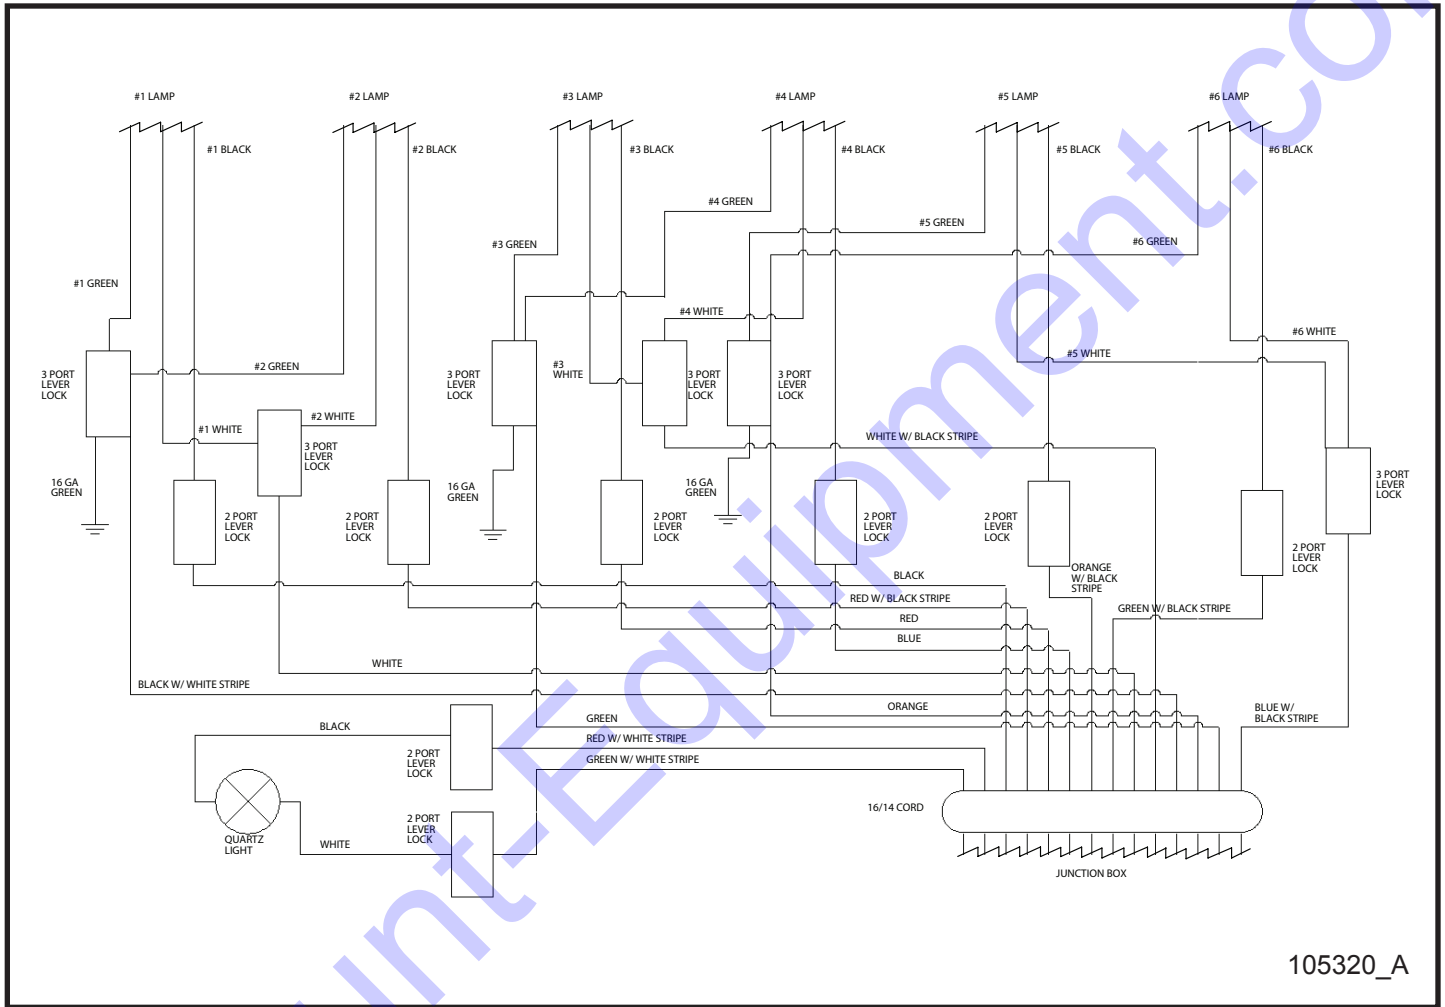 #1 LAMP
#2 LAMP
#3 LAMP
#4 LAMP
#5 LAMP
#6 LAMP
#1 BLACK
#2 BLACK
#3 BLACK
#4 BLACK
#5 BLACK
#6 BLACK
#4 GREEN
#5 GREEN
#3 GREEN
#6 GREEN
#1 GREEN
#4 WHITE
#6 WHITE
#5 WHITE
#2 GREEN
#3
WHITE
3 PORT
LEVER
LOCK
3 PORT
LEVER
LOCK
3 PORT
LEVER
LOCK
3 PORT
LEVER
LOCK
#2 WHITE
#1 WHITE
WHITE W/ BLACK STRIPE
3 PORT
LEVER
LOCK
3 PORT
LEVER
LOCK
16 GA
GREEN
16 GA
GREEN
16 GA
GREEN
2 PORT
LEVER
LOCK
2 PORT
LEVER
LOCK
2 PORT
LEVER
LOCK
2 PORT
LEVER
LOCK
2 PORT
LEVER
LOCK
2 PORT
LEVER
LOCK
ORANGE
W/ BLACK
STRIPE
BLACK
RED W/ BLACK STRIPE
GREEN W/ BLACK STRIPE
RED
BLUE
WHITE
BLACK W/ WHITE STRIPE
ORANGE
BLUE W/
BLACK STRIPE
GREEN
BLACK
RED W/ WHITE STRIPE
2 PORT
LEVER
LOCK
GREEN W/ WHITE STRIPE
16/14 CORD
2 PORT
LEVER
LOCK
QUARTZ
LIGHT
WHITE
JUNCTION BOX
105320_A
unt-Equipment.co